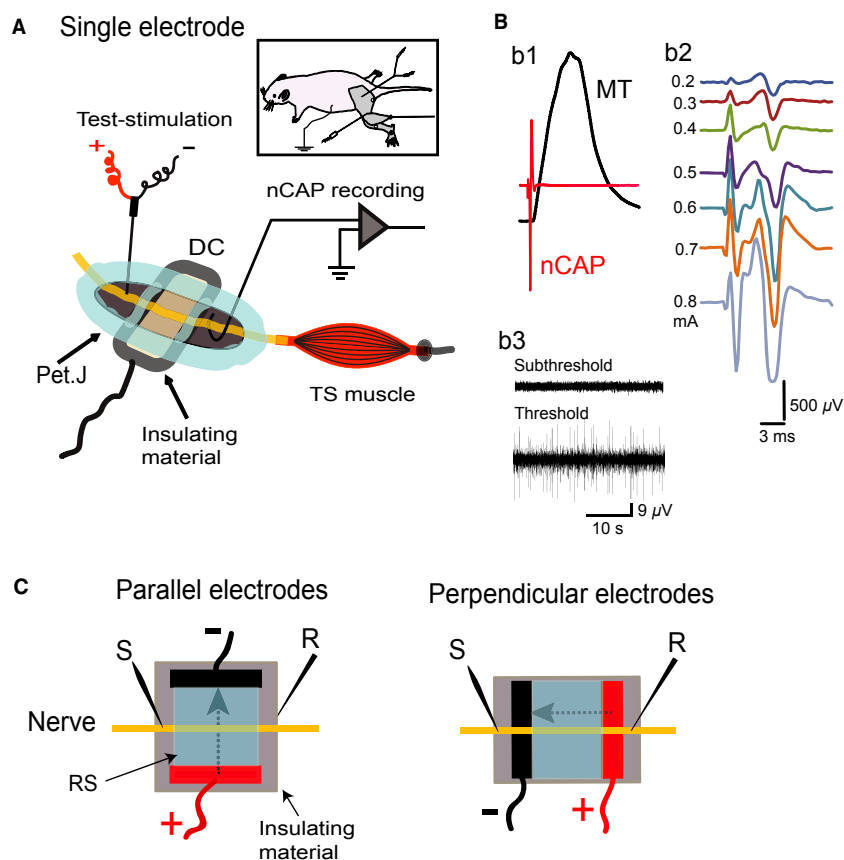 A
Single electrode
Test-stimulation
+
-
nCAP recording
DC
Pet.J
Insulating
material
TS muscle
B
b1
MT
nCAP
b2
0.2
0.3
0.4
0.5
0.6
0.7
0.8
mA
500 µV
3 ms
b3
Subthreshold
Threshold
9 µV
10 s
C
Parallel electrodes
-
S
R
Nerve
RS
+
Insulating
material
Perpendicular electrodes
S
R
-
+